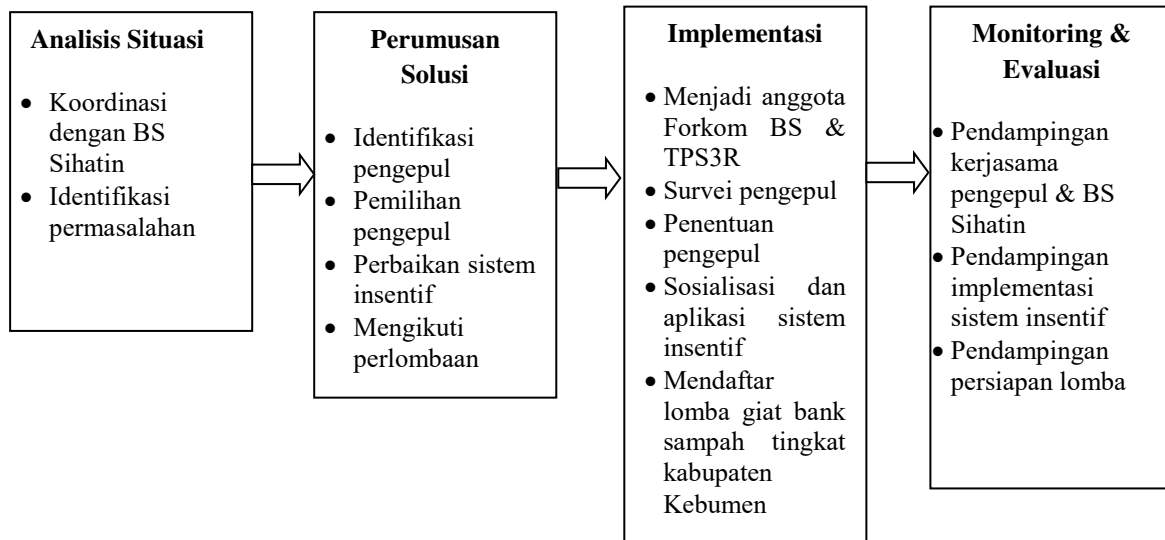 Analisis Situasi
• Koordinasi
dengan BS
Sihatin
• Identifikasi
permasalahan
Perumusan
Solusi
• Identifikasi
pengepul
• Pemilihan
pengepul
• Perbaikan sistem
insentif
• Mengikuti
perlombaan
Implementasi
• Menjadi anggota
Forkom BS &
TPS3R
• Survei pengepul
• Penentuan
pengepul
• Sosialisasi dan
aplikasi sistem
insentif
• Mendaftar
lomba giat bank
sampah tingkat
kabupaten
Kebumen
Monitoring &
Evaluasi
• Pendampingan
kerjasama
pengepul & BS
Sihatin
• Pendampingan
implementasi
sistem insentif
• Pendampingan
persiapan lomba